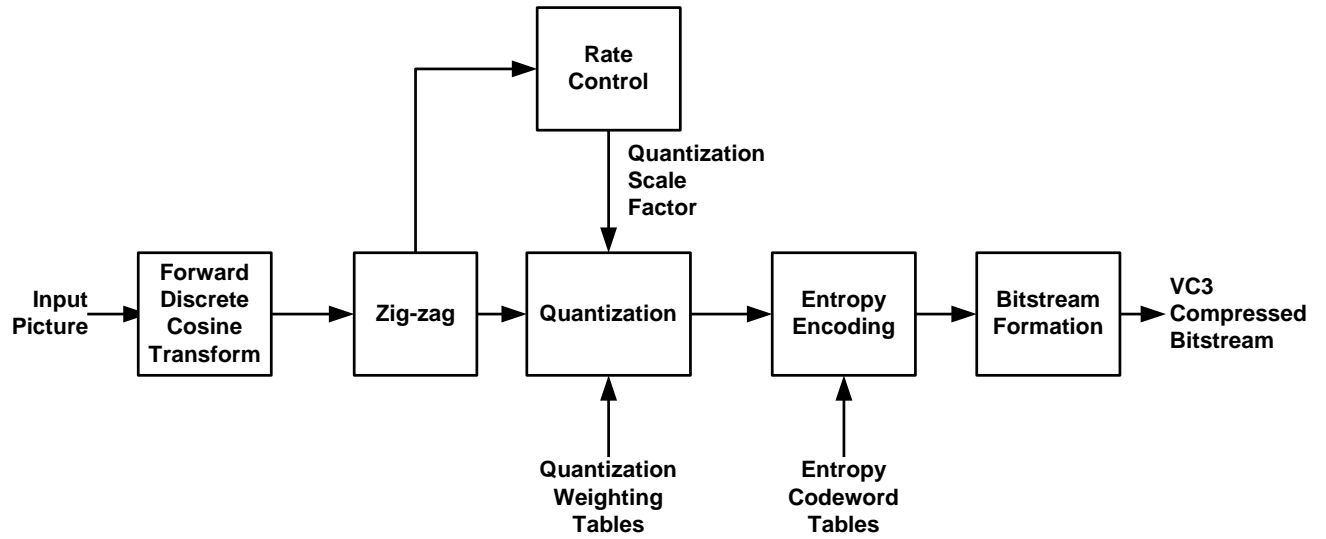 Rate
Control
Quantization
Scale
Factor
Input
Picture
Forward
Discrete
Cosine
Transform
Zig-zag
Quantization
Entropy
Encoding
Bitstream
Formation
VC3
Compressed
Bitstream
Quantization
Weighting
Tables
Entropy
Codeword
Tables